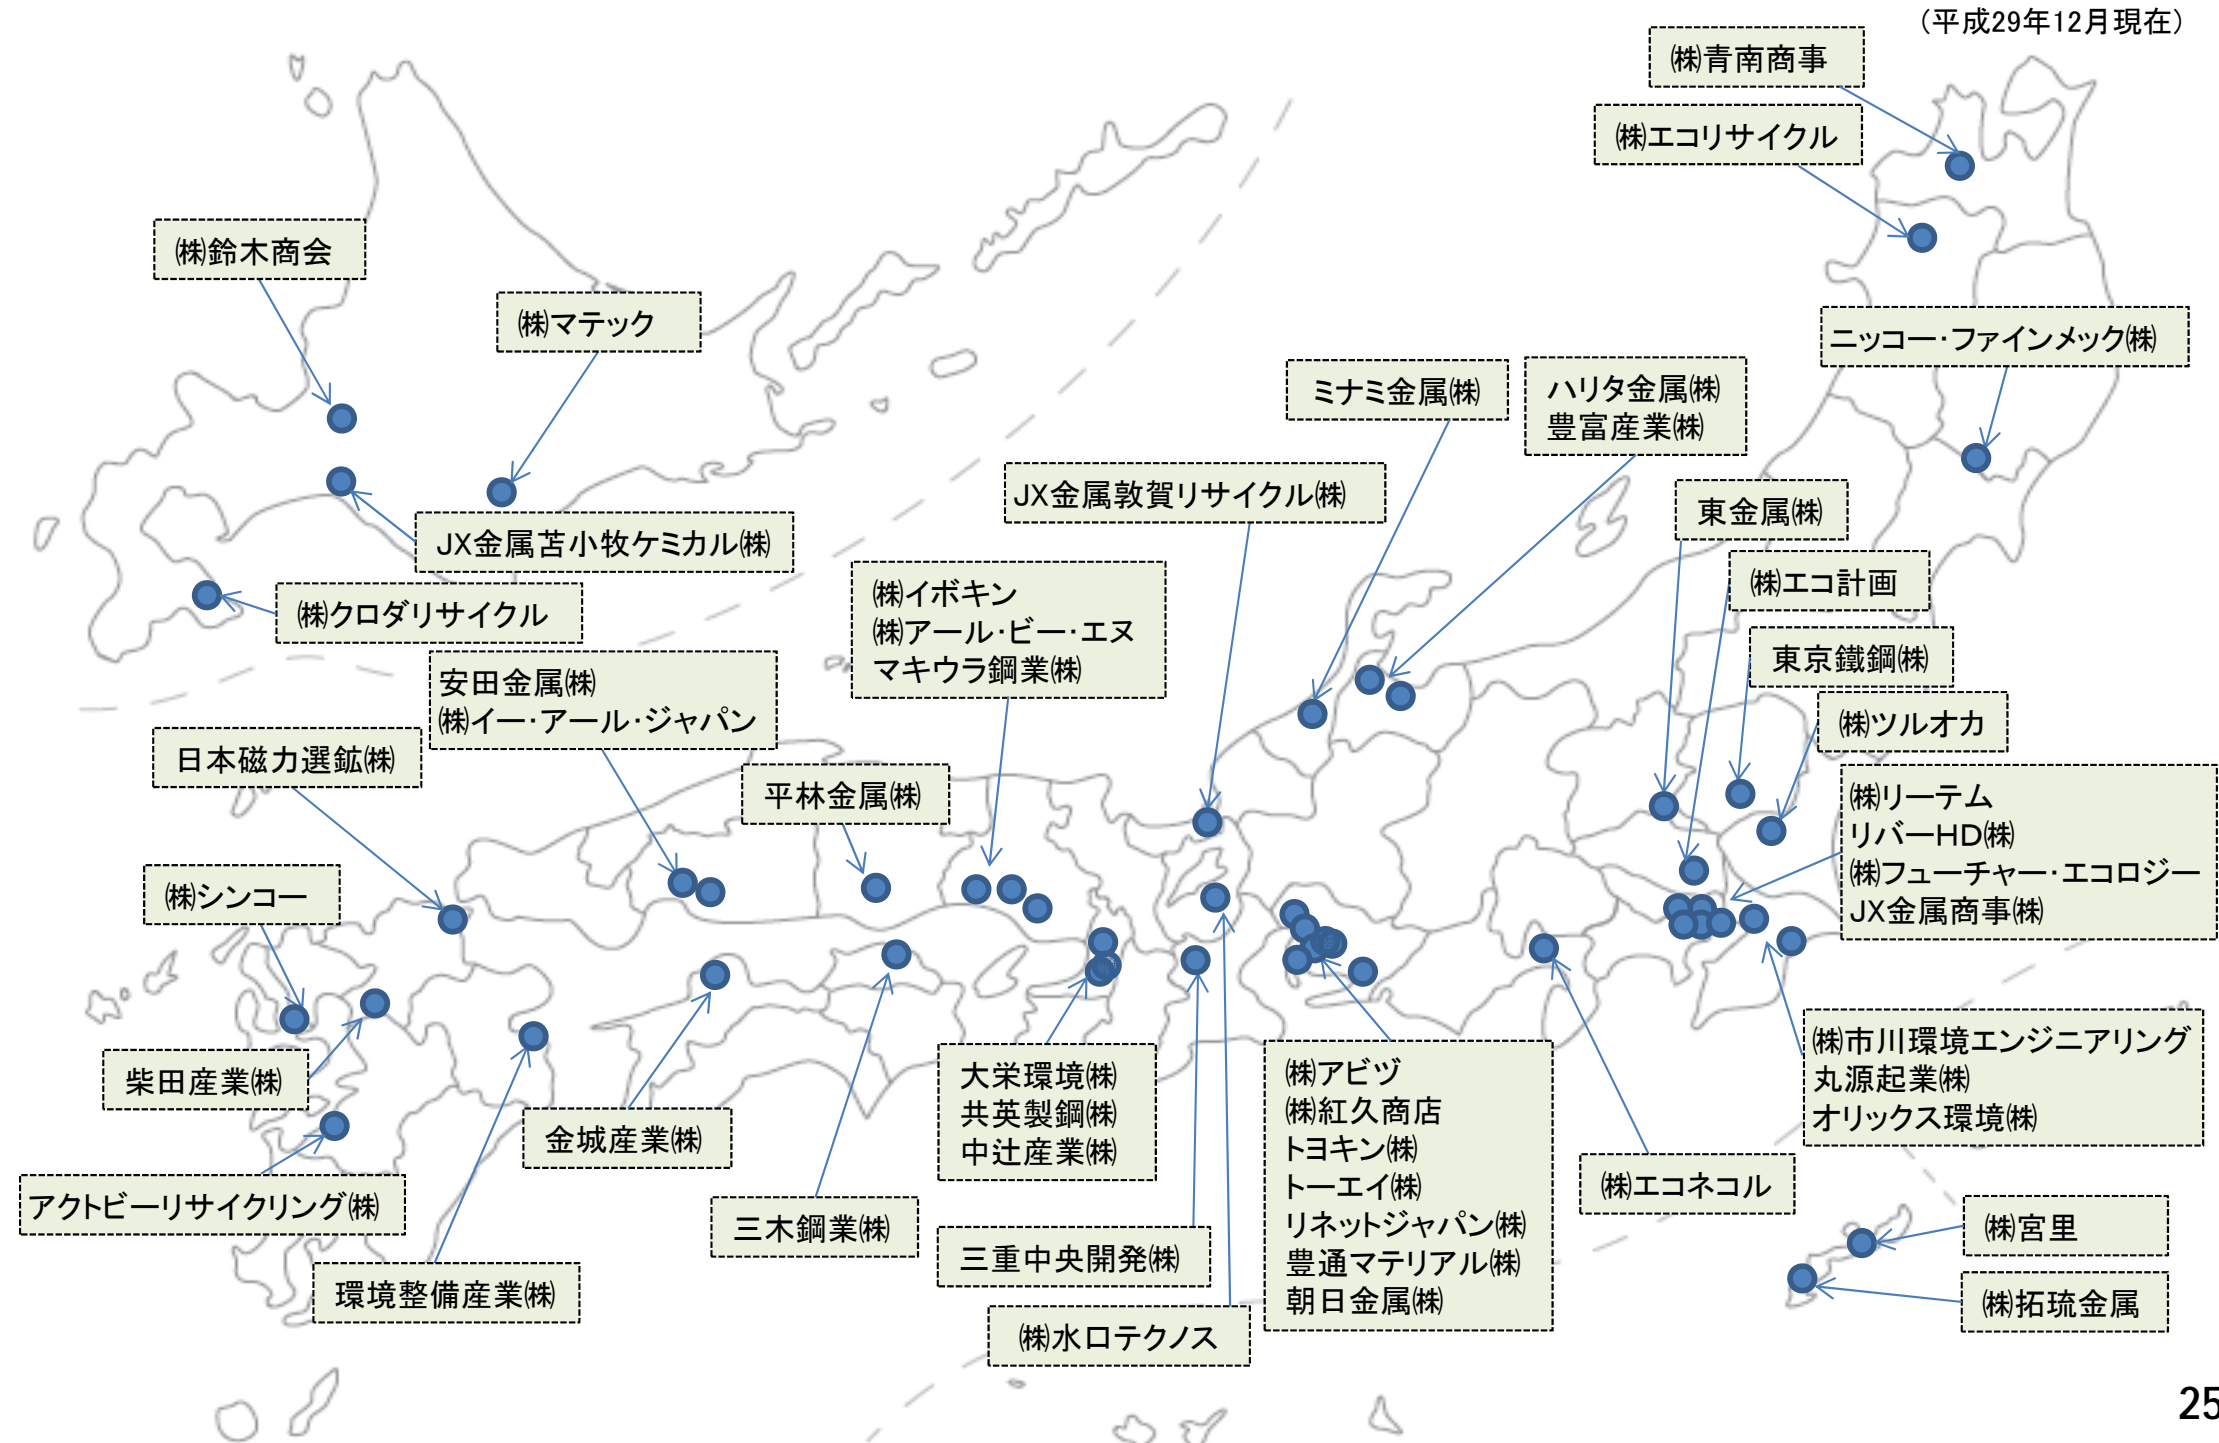 （平成29年12月現在）
㈱青南商事
㈱エコリサイクル
㈱鈴木商会
㈱マテック
ニッコー・ファインメック㈱
ミナミ金属㈱
ハリタ金属㈱
豊富産業㈱
JX金属敦賀リサイクル㈱
東金属㈱
JX金属苫小牧ケミカル㈱
㈱エコ計画
㈱クロダリサイクル
㈱イボキン
㈱アール・ビー・エヌ
マキウラ鋼業㈱
東京鐵鋼㈱
安田金属㈱
㈱イー・アール・ジャパン
㈱ツルオカ
日本磁力選鉱㈱
平林金属㈱
㈱リーテム
リバーHD㈱
㈱フューチャー・エコロジー
JX金属商事㈱
㈱シンコー
柴田産業㈱
金城産業㈱
大栄環境㈱
共英製鋼㈱
中辻産業㈱
㈱アビヅ
㈱紅久商店
トヨキン㈱
トーエイ㈱
リネットジャパン㈱
豊通マテリアル㈱
朝日金属㈱
㈱市川環境エンジニアリング
丸源起業㈱
オリックス環境㈱
㈱エコネコル
アクトビーリサイクリング㈱
三木鋼業㈱
三重中央開発㈱
㈱宮里
環境整備産業㈱
㈱水口テクノス
㈱拓琉金属
25